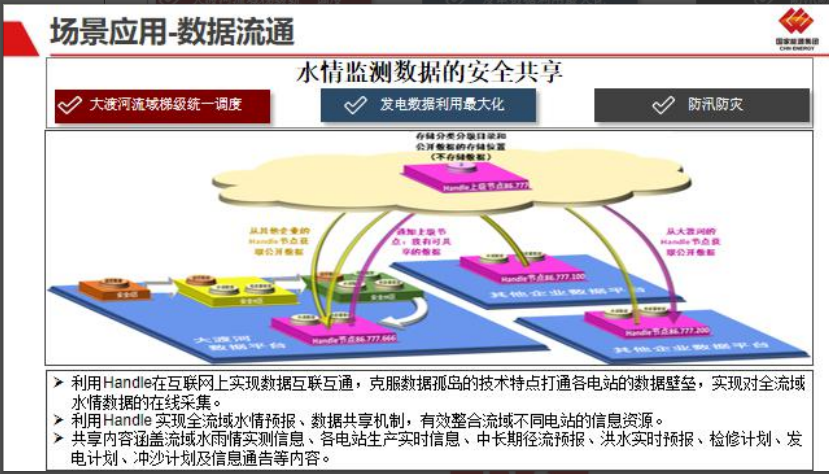 场景应用-数据流通
国家能源集团
CHN ENERGY
水情监测数据的安全共享
大渡河流域梯级统一调度
发电数据利用最大化
防汛防灾
存储分类分级目录和
公开数据的存储位置
（不存储数据）
Handle上级节点86.777
从其他企业的
Handle节点获
取公开数据
通知上级节
点，我有可共
享的数据
从大渡河的
Handle节点获
取公开数据
Handle节点86.777.100
其他企业数据平台
安全I区
安全II区
大渡河
数据平台
Handle节点86.777.666
Handle节点86.777.200
其他企业数据平台
➢ 利用Handle在互联网上实现数据互联互通，克服数据孤岛的技术特点打通各电站的数据壁垒，实现对全流域
水情数据的在线采集。
➢ 利用Handle 实现全流域水情预报、数据共享机制，有效整合流域不同电站的信息资源。
➢ 共享内容涵盖流域水雨情实测信息、各电站生产实时信息、中长期径流预报、洪水实时预报、检修计划、发
电计划、冲沙计划及信息通告等内容。